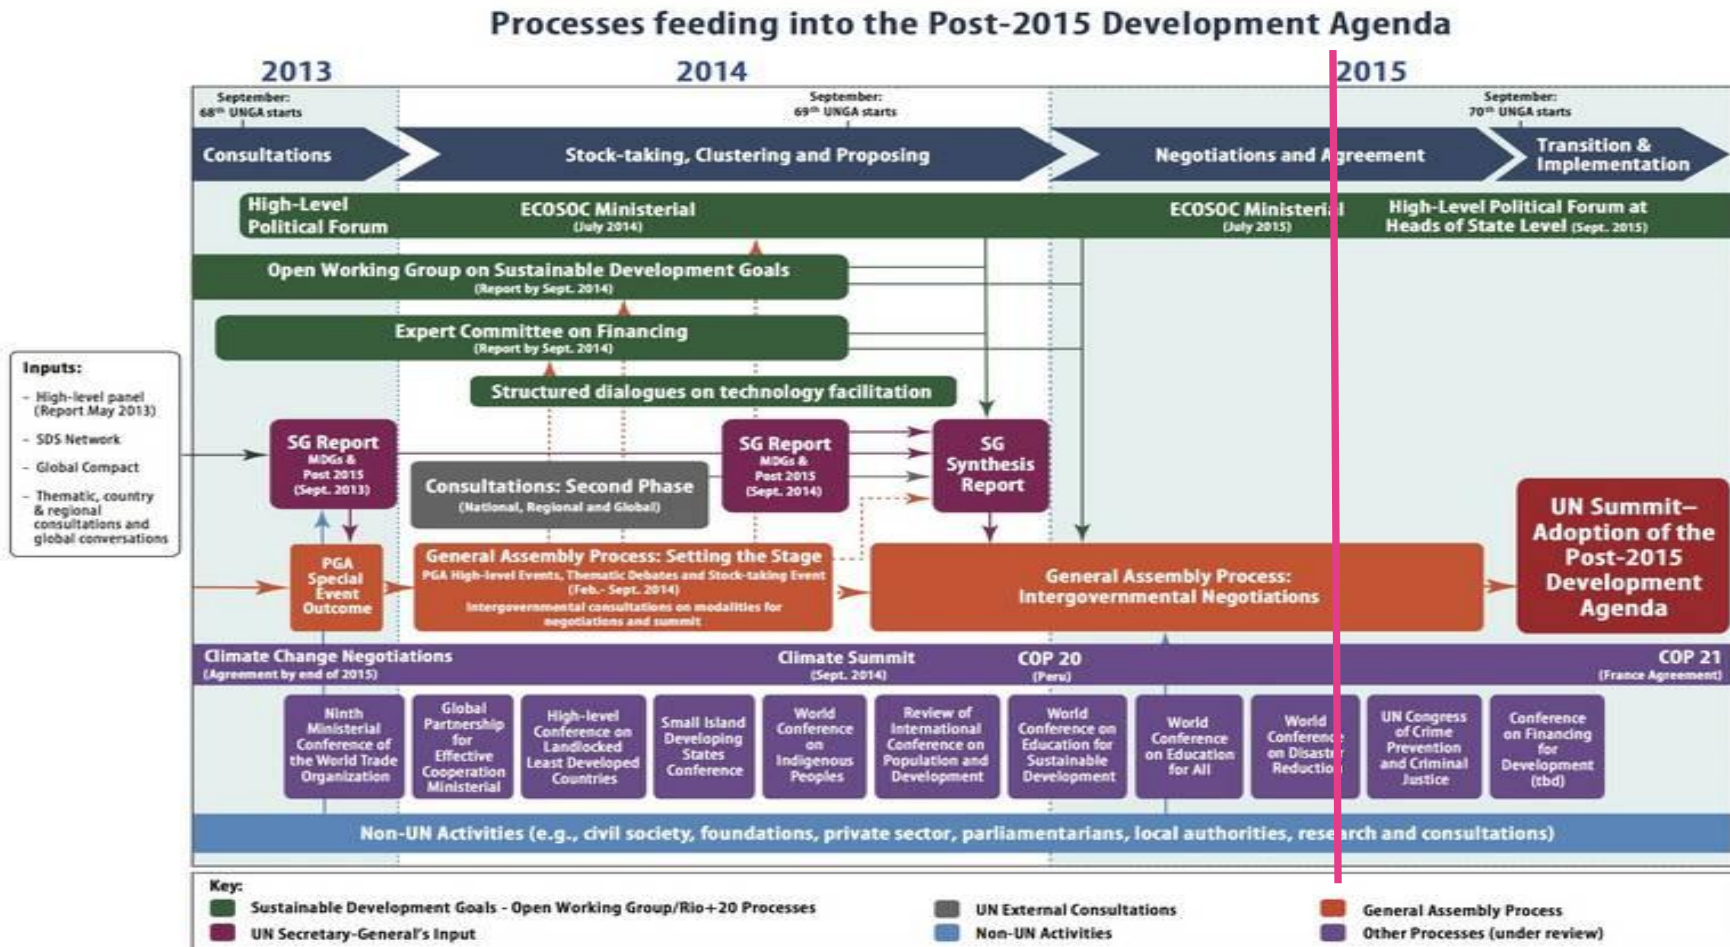 Processes feeding into the Post-2015 Development Agenda
2013
2014
2015
September:
68th UNGA starts
September:
69th UNGA starts
September:
70th UNGA starts
Consultations
Stock-taking, Clustering and Proposing
Negotiations and Agreement
Transition &
Implementation
High-Level
Political Forum
ECOSOC Ministerial
(July 2014)
ECOSOC Ministerial
(July 2015)
High-Level Political Forum at
Heads of State Level (Sept. 2015)
Open Working Group on Sustainable Development Goals
(Report by Sept. 2014)
Expert Committee on Financing
(Report by Sept. 2014)
Structured dialogues on technology facilitation
Inputs:
- High-level panel
(Report May 2013)
- SDS Network
- Global Compact
- Thematic, country
& regional
consultations and
global conversations
SG Report
MDGs &
Post 2015
(Sept. 2013)
Consultations: Second Phase
(National, Regional and Global)
SG Report
MDGs &
Post 2015
(Sept. 2014)
SG
Synthesis
Report
PGA
Special
Event
Outcome
General Assembly Process: Setting the Stage
PGA High-level Events, Thematic Debates and Stock-taking Event
(Feb.- Sept. 2014)
Intergovernmental consultations on modalities for
negotiations and summit
General Assembly Process:
Intergovernmental Negotiations
UN Summit–
Adoption of the
Post-2015
Development
Agenda
Climate Change Negotiations
(Agreement by end of 2015)
Climate Summit
(Sept. 2014)
COP 20
(Peru)
COP 21
(France Agreement)
Ninth
Ministerial
Conference of
the World Trade
Organization
Global
Partnership
for
Effective
Cooperation
Ministerial
High-level
Conference on
Landlocked
Least Developed
Countries
Small Island
Developing
States
Conference
World
Conference
on
Indigenous
Peoples
Review of
International
Conference on
Population and
Development
World
Conference on
Education for
Sustainable
Development
World
Conference
on Education
for All
World
Conference
on Disaster
Reduction
UN Congress
of Crime
Prevention
and Criminal
Justice
Conference
on Financing
for
Development
(tbd)
Non-UN Activities (e.g., civil society, foundations, private sector, parliamentarians, local authorities, research and consultations)
Key:
Sustainable Development Goals - Open Working Group/Rio+20 Processes
UN Secretary-General's Input
UN External Consultations
Non-UN Activities
General Assembly Process
Other Processes (under review)